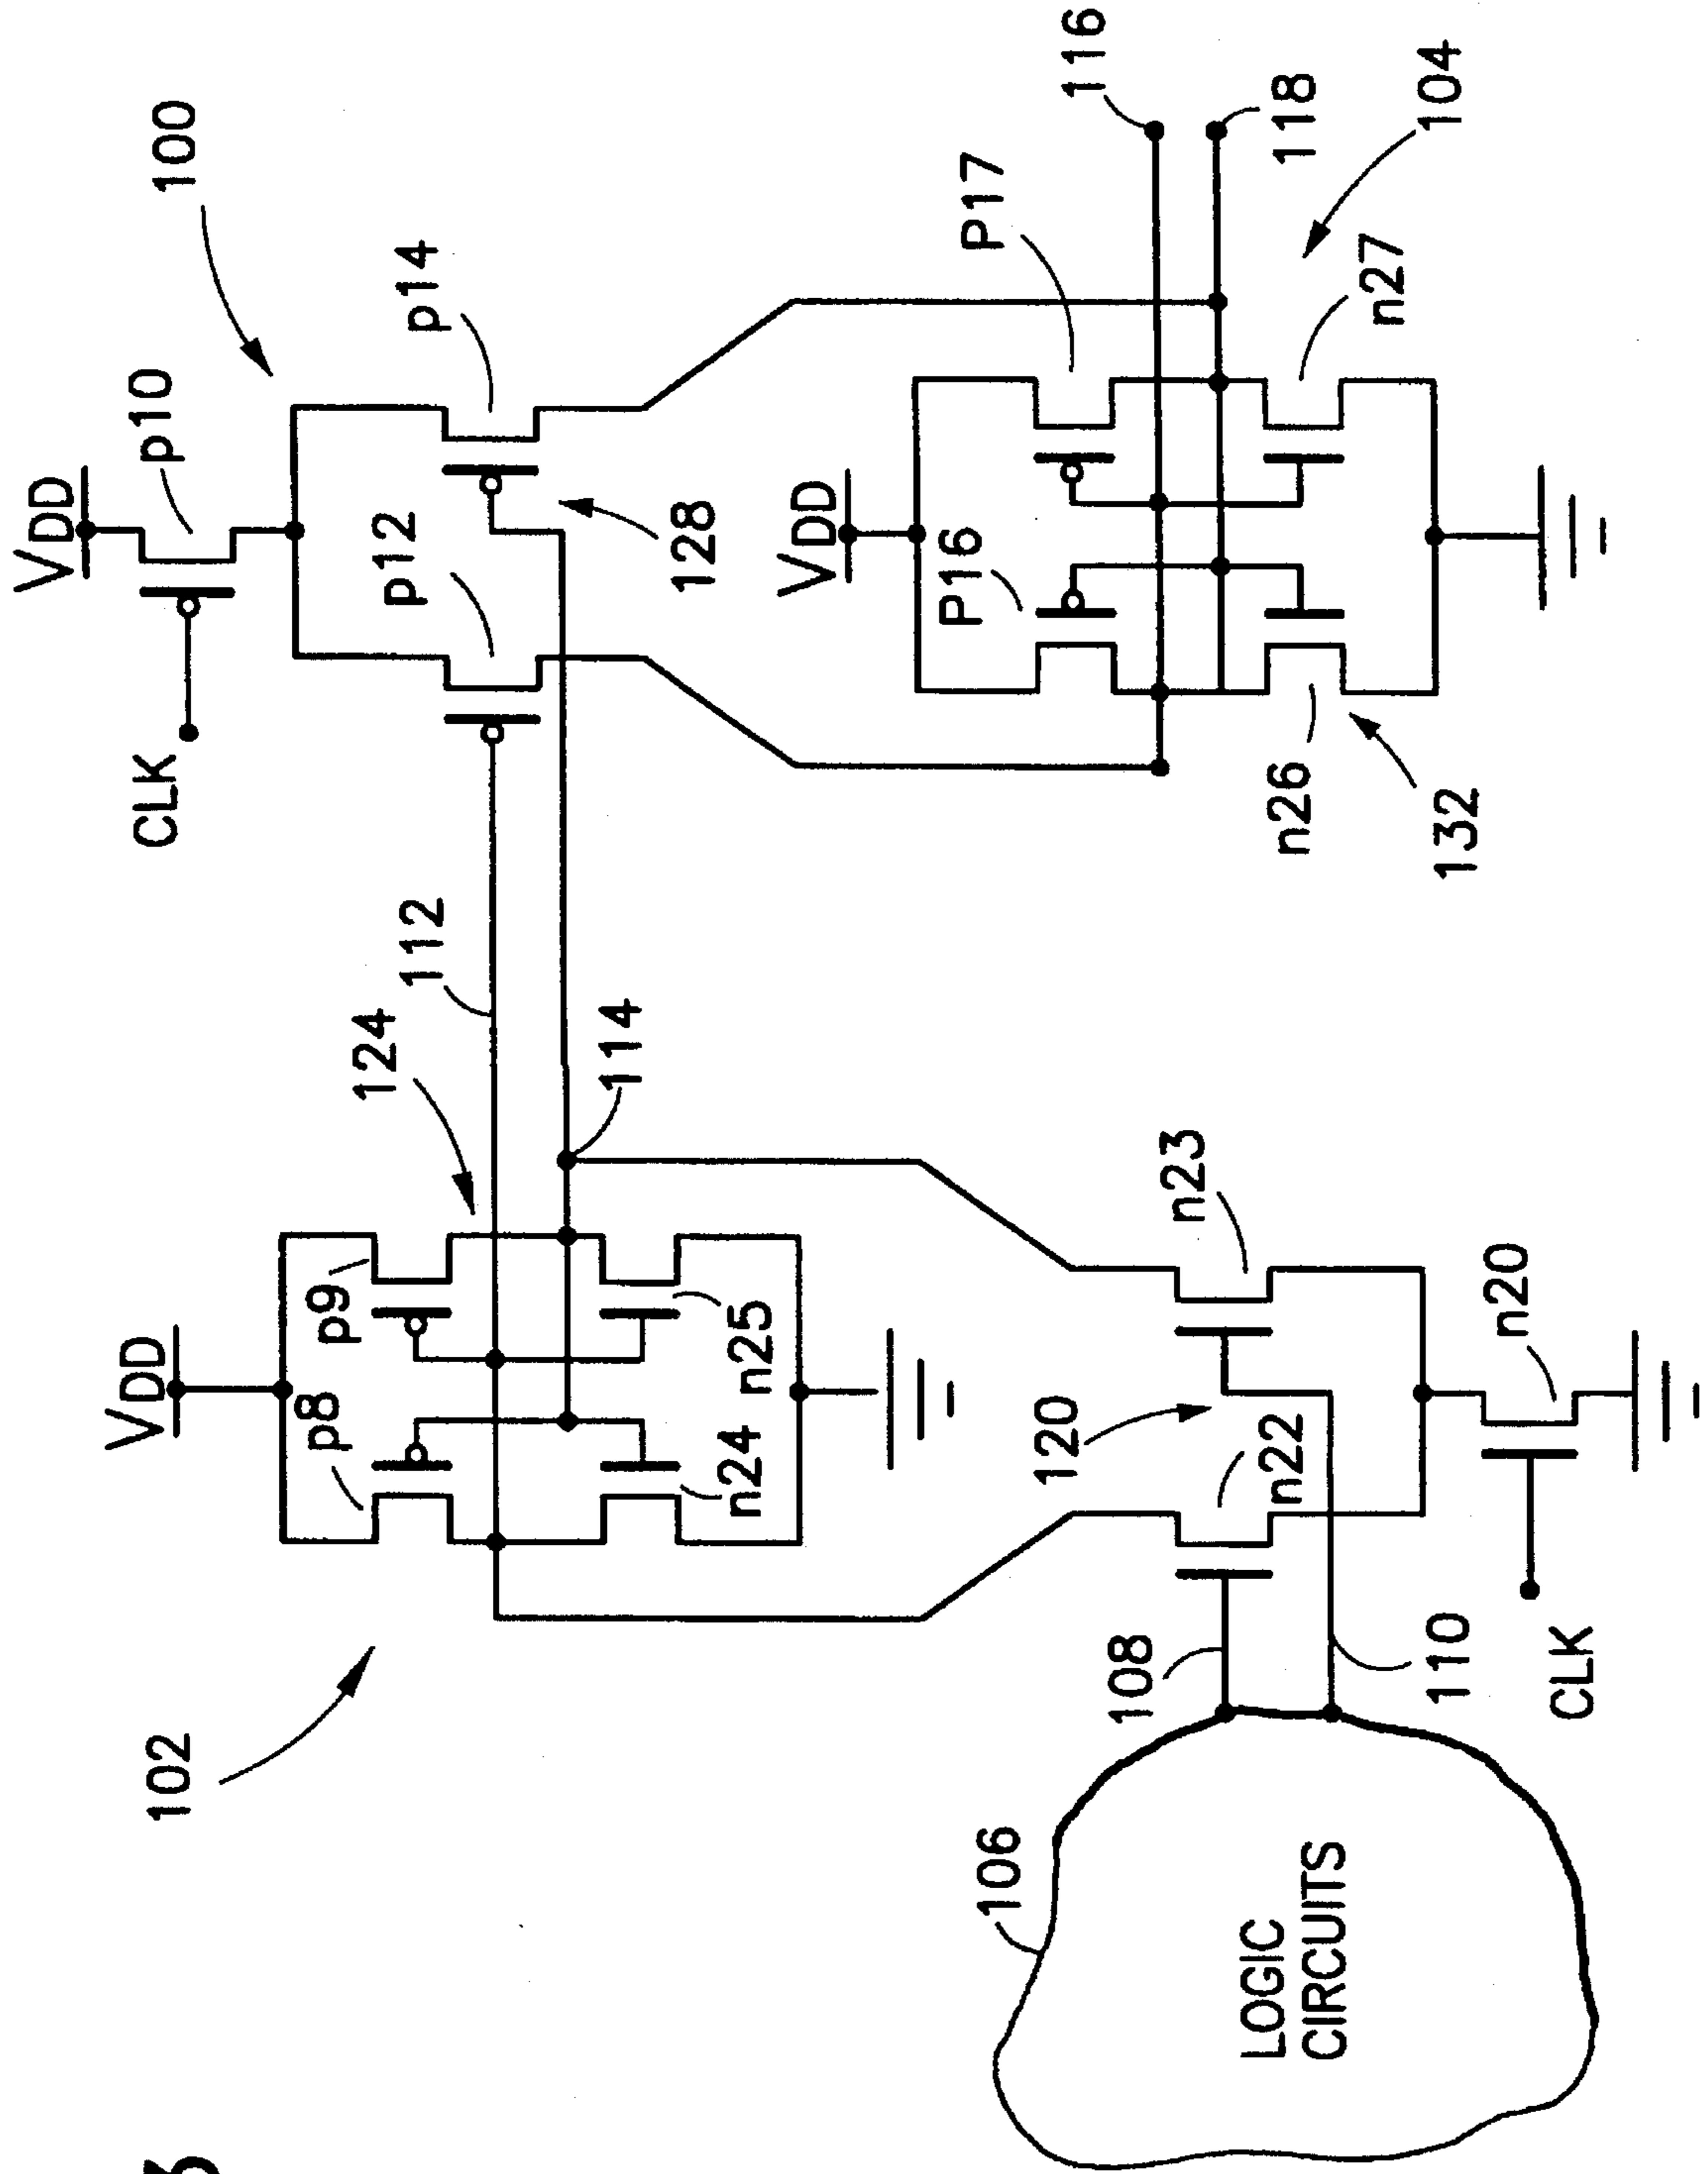 100
102
VDD
p10
CLK
p14
p12
128
112
124
114
VDD
p8
p9
n24
n25
VDD
P16
P17
116
118
104
n26
n27
132
120
n22
n23
n20
CLK
108
110
106
LOGIC
CIRCUITS
3